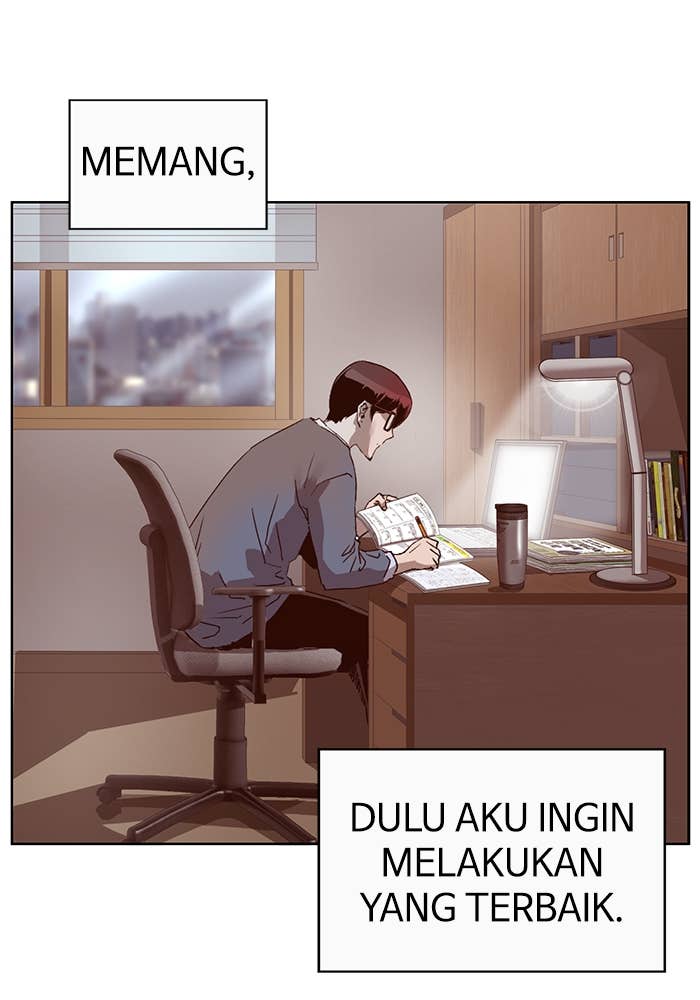 MEMANG,
DULU AKU INGIN
MELAKUKAN
YANG TERBAIK.